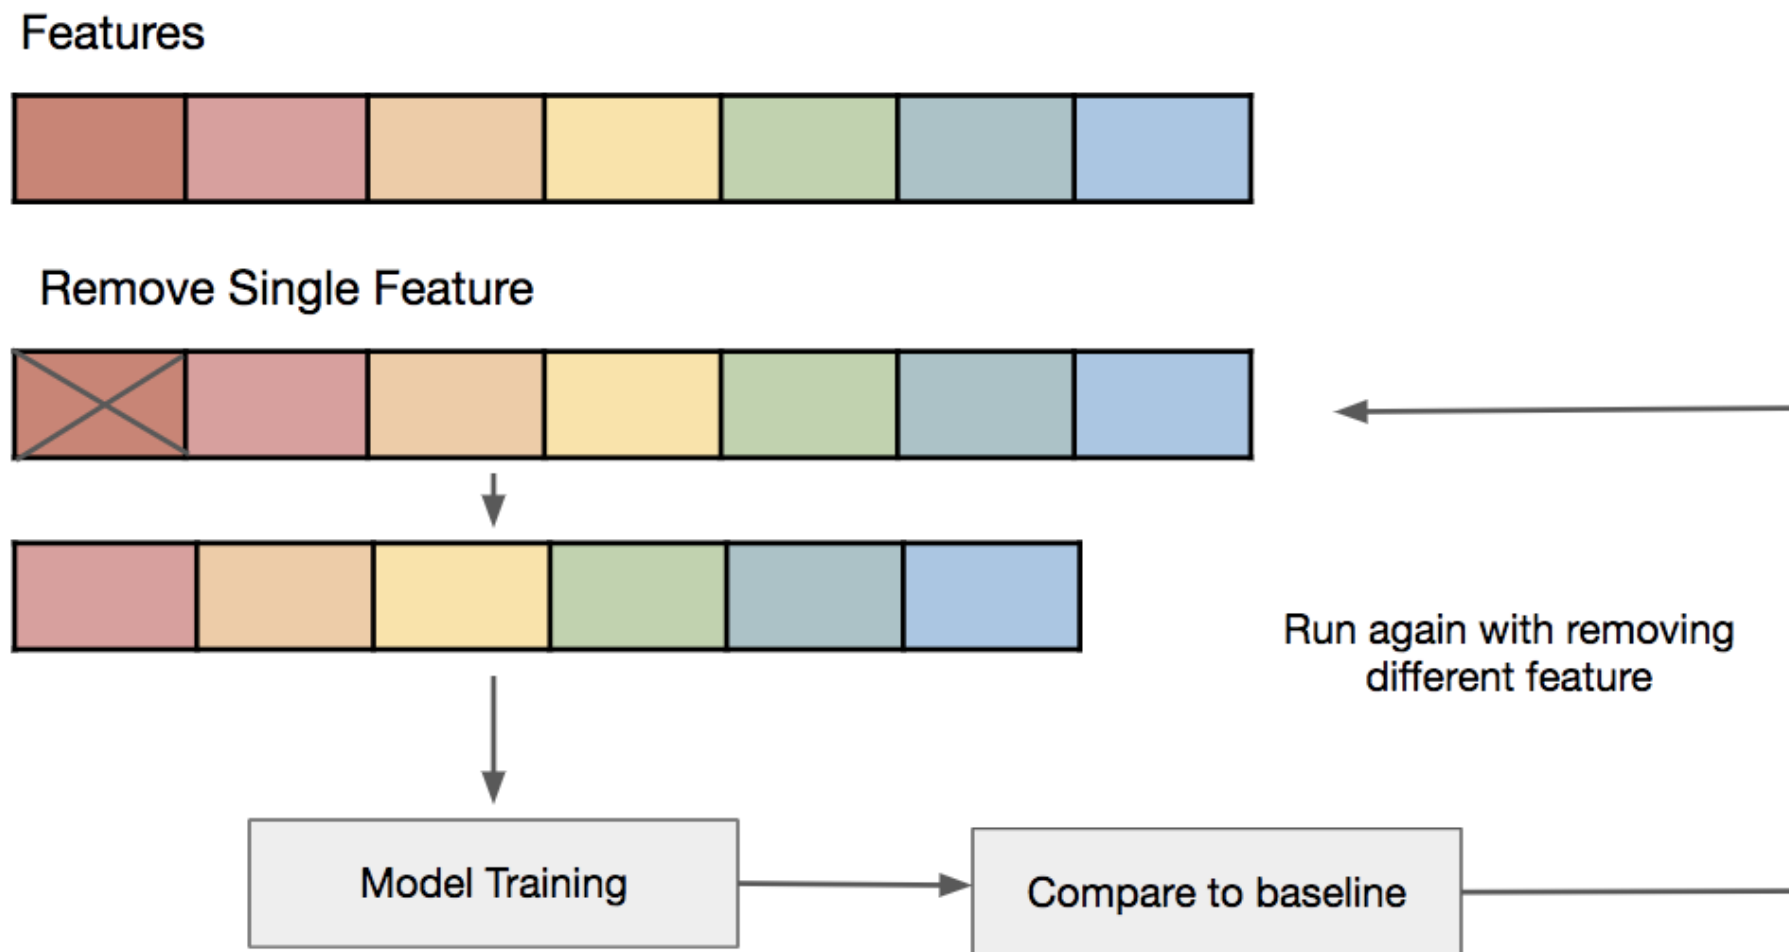 Features
Remove Single Feature
Run again with removing
different feature
Model Training
Compare to baseline